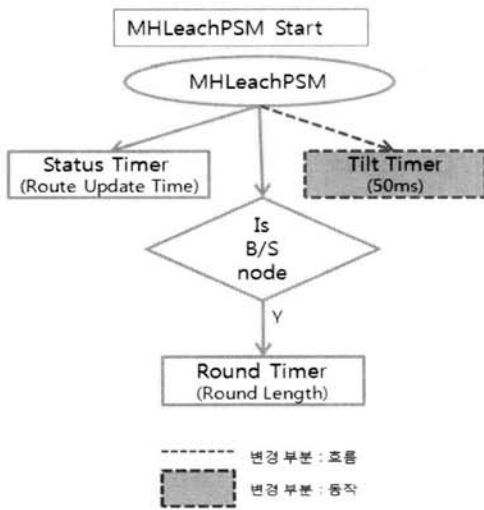 MHLeachPSM Start
MHLeachPSM
Status Timer
(Route Update Time)
Tilt Timer
(50ms)
Is
B/S
node
Y
Round Timer
(Round Length)
변경 부분 : 흐름
변경 부분 : 동작